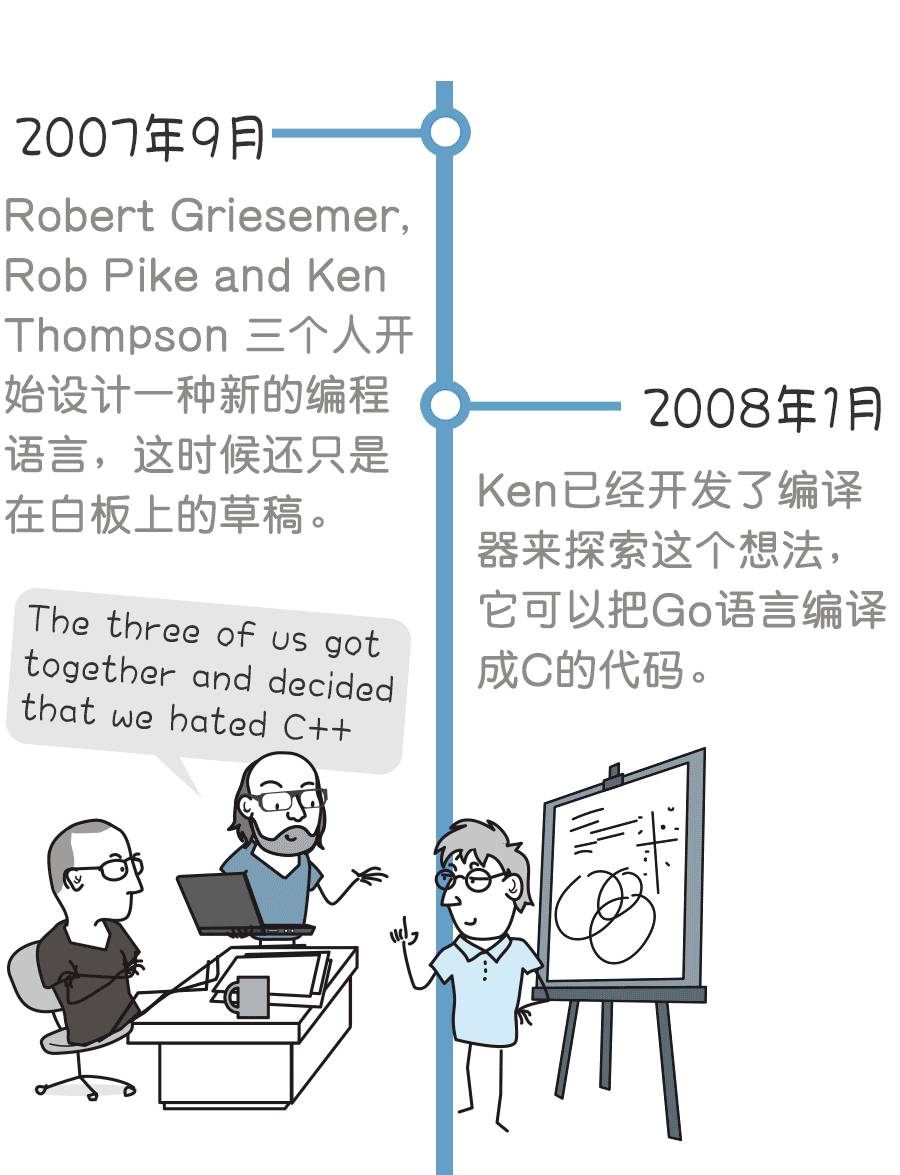 2007年9月
Robert Griesemer,
Rob Pike and Ken
Thompson 三个人开
始设计一种新的编程
语言，这时候还只是
在白板上的草稿。
2008年1月
Ken已经开发了编译
器来探索这个想法，
它可以把Go语言编译
成C的代码。
The three of us got
together and decided
that we hated C++